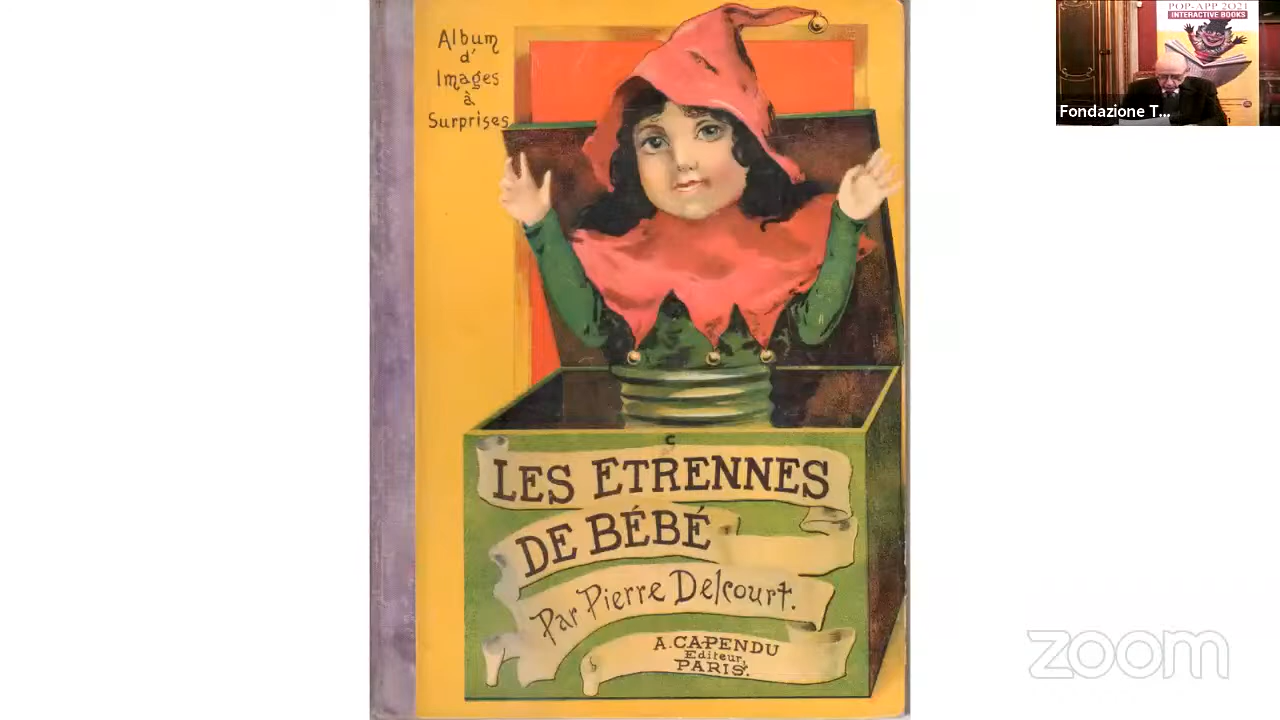 Album
d'
Images
à
Surprises
LES ETRENNES
DE BÉBÉ
Par Pierre Delcourt.
A. CAPENDU
Editeur,
PARIS.
POP-APP 2021
INTERACTIVE BOOKS
Fondazione T...
zoom